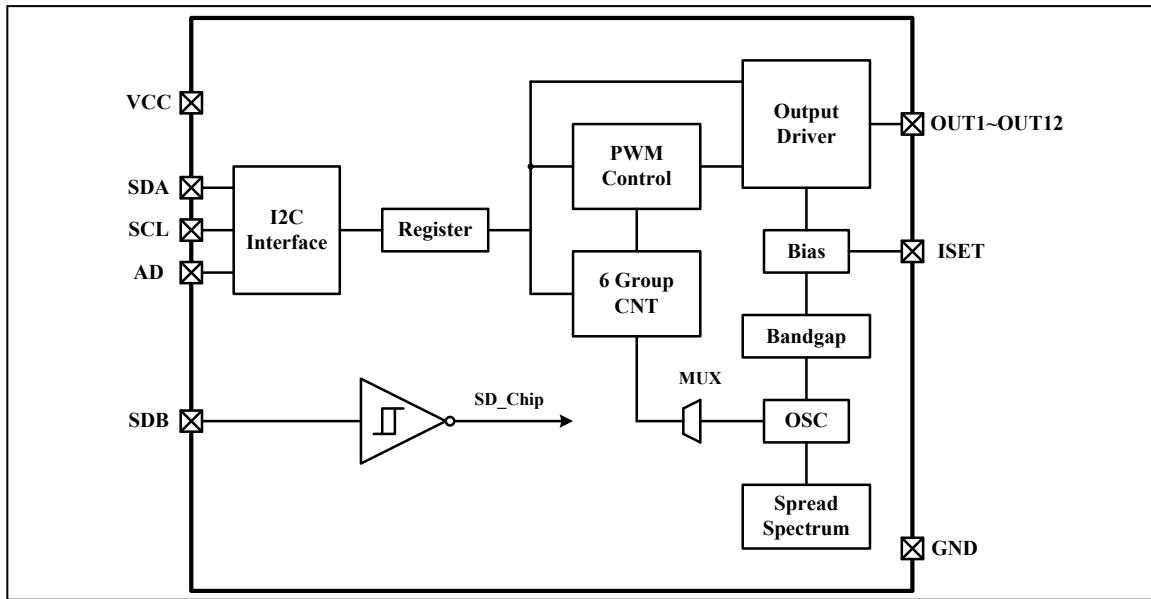 VCC
SDA
SCL
AD
SDB
I2C
Interface
Register
PWM
Control
6 Group
CNT
Output
Driver
Bias
Bandgap
MUX
OSC
Spread
Spectrum
SD_Chip
OUT1~OUT12
ISET
GND